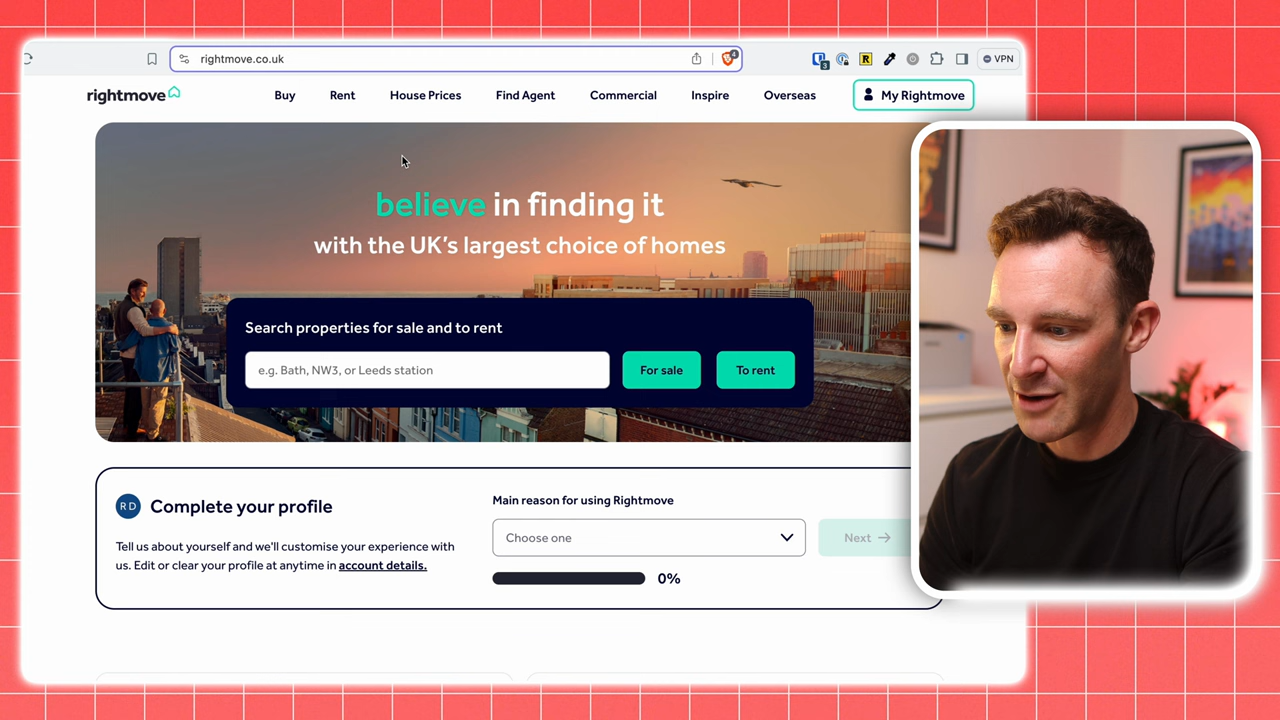 rightmove.co.uk
4
3
R
VPN
rightmove
Buy
Rent
House Prices
Find Agent
Commercial
Inspire
Overseas
My Rightmove
believe in finding it
with the UK's largest choice of homes
Search properties for sale and to rent
e.g. Bath, NW3, or Leeds station
For sale
To rent
RD
Complete your profile
Tell us about yourself and we'll customise your experience with
us. Edit or clear your profile at anytime in account details.
Main reason for using Rightmove
Choose one
Next
0%